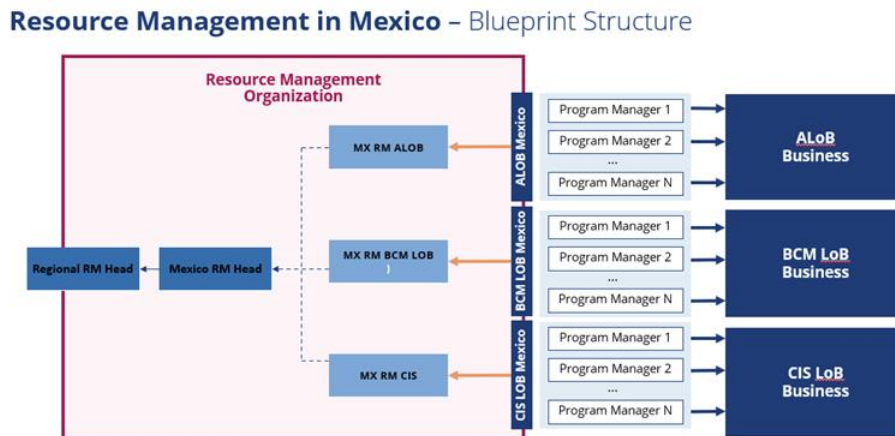 Resource Management in Mexico – Blueprint Structure
Resource Management
Organization
Regional RM Head
Mexico RM Head
MX RM ALOB
MX RM BCM LOB
)
MX RM CIS
ALOB Mexico
Program Manager 1
Program Manager 2
...
Program Manager N
ALoB
Business
BCM LOB Mexico
Program Manager 1
Program Manager 2
...
Program Manager N
BCM LoB
Business
CIS LOB Mexico
Program Manager 1
Program Manager 2
...
Program Manager N
CIS LoB
Business